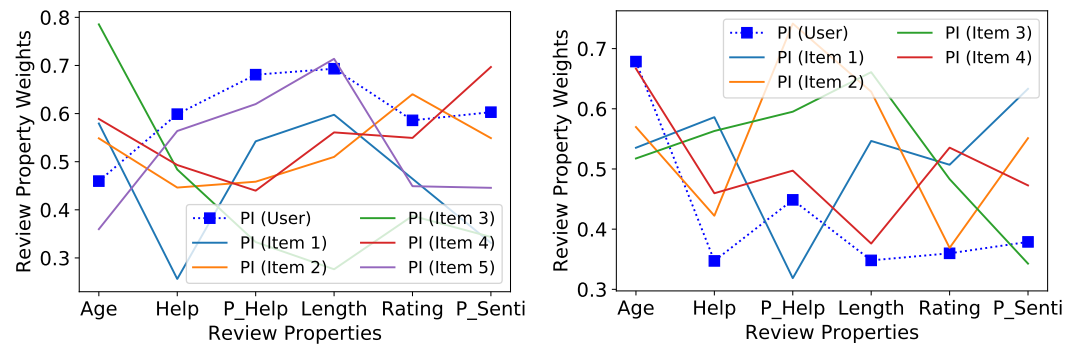 Review Property Weights
0.8
0.7
0.6
0.5
0.4
0.3
PI (User)
PI (Item 1)
PI (Item 2)
PI (Item 3)
PI (Item 4)
PI (Item 5)
Age Help P_Help Length Rating P_Senti
Review Properties
Review Property Weights
0.7
0.6
0.5
0.4
0.3
PI (User)
PI (Item 1)
PI (Item 2)
PI (Item 3)
PI (Item 4)
Age Help P_Help Length Rating P_Senti
Review Properties